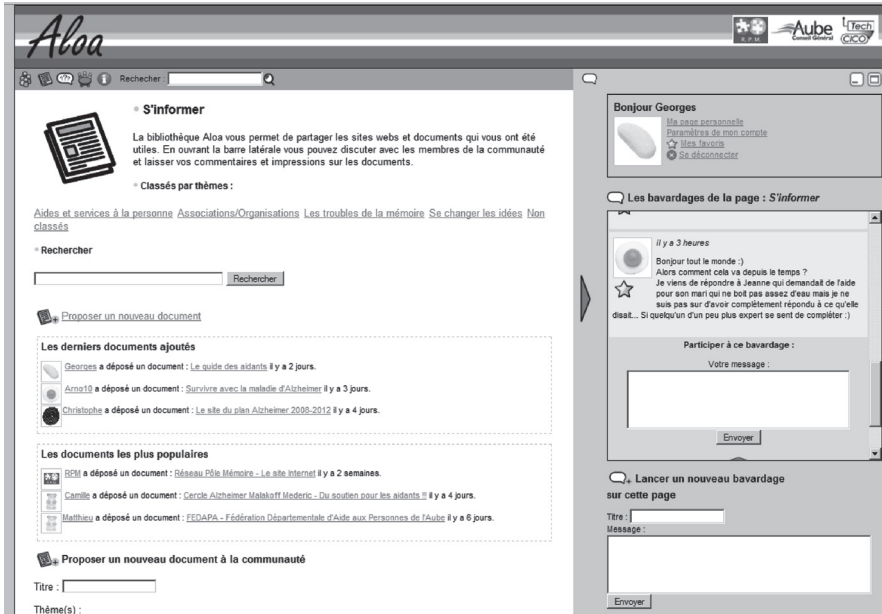 Aloa
R.P.M.
Aube
Conseil Général
Tech
CICO
Rechecher :
S'informer
La bibliothèque Aloa vous permet de partager les sites webs et documents qui vous ont été
utiles. En ouvrant la barre latérale vous pouvez discuter avec les membres de la communauté
et laisser vos commentaires et impressions sur les documents.
Classés par thèmes :
Aides et services à la personne Associations/Organisations Les troubles de la mémoire Se changer les idées Non
classés
Rechercher
Rechercher
Proposer un nouveau document
Les derniers documents ajoutés
Georges a déposé un document : Le guide des aidants il y a 2 jours.
Arno10 a déposé un document : Survivre avec la maladie d'Alzheimer il y a 3 jours.
Christophe a déposé un document : Le site du plan Alzheimer 2008-2012 il y a 4 jours.
Les documents les plus populaires
RPM a déposé un document : Réseau Pôle Mémoire - Le site Internet il y a 2 semaines.
Camille a déposé un document : Cercle Alzheimer Malakoff Mederic - Du soutien pour les aidants !! il y a 4 jours.
Matthieu a déposé un document : FEDAPA - Fédération Départementale d'Aide aux Personnes de l'Aube il y a 6 jours.
Proposer un nouveau document à la communauté
Titre :
Thème(s) :
Bonjour Georges
Ma page personnelle
Paramètres de mon compte
Mes favoris
Se déconnecter
Les bavardages de la page : S'informer
il y a 3 heures
Bonjour tout le monde :)
Alors comment cela va depuis le temps ?
Je viens de répondre à Jeanne qui demandait de l'aide
pour son mari qui ne boit pas assez d'eau mais je ne
suis pas sur d'avoir complètement répondu à ce qu'elle
disait... Si quelqu'un d'un peu plus expert se sent de compléter :)
Participer à ce bavardage :
Votre message :
Envoyer
Lancer un nouveau bavardage
sur cette page
Titre :
Message :
Envoyer